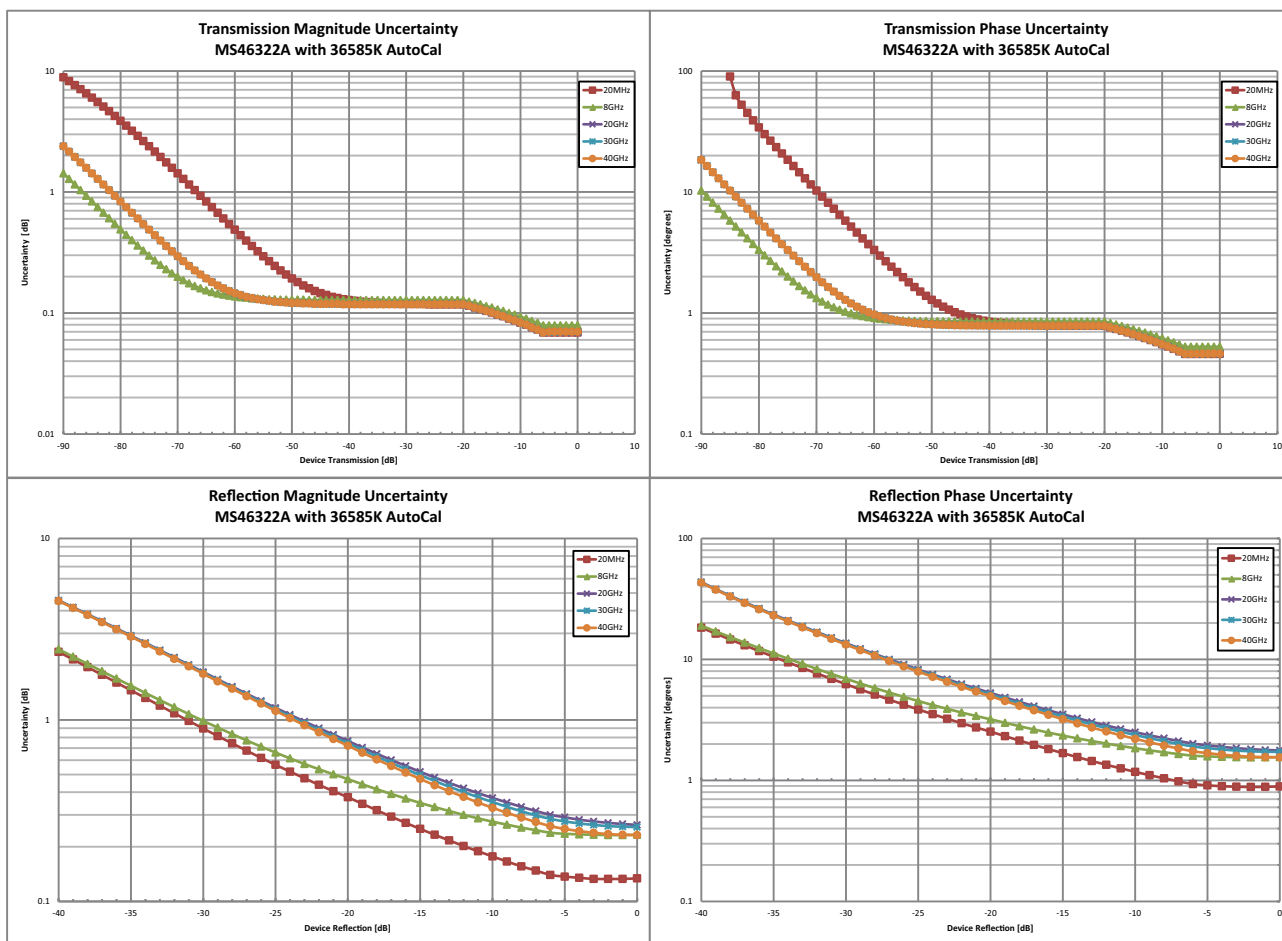 Transmission Magnitude Uncertainty
MS46322A with 36585K AutoCal
Uncertainty [dB]
10
1
0.1
0.01
20MHz
8GHz
20GHz
30GHz
40GHz
-90 -80 -70 -60 -50 -40 -30 -20 -10 0 10
Device Transmission [dB]
Transmission Phase Uncertainty
MS46322A with 36585K AutoCal
Uncertainty [degrees]
100
10
1
0.1
20MHz
8GHz
20GHz
30GHz
40GHz
-90 -80 -70 -60 -50 -40 -30 -20 -10 0 10
Device Transmission [dB]
Reflection Magnitude Uncertainty
MS46322A with 36585K AutoCal
Uncertainty [dB]
10
1
0.1
20MHz
8GHz
20GHz
30GHz
40GHz
-40 -35 -30 -25 -20 -15 -10 -5 0
Device Reflection [dB]
Reflection Phase Uncertainty
MS46322A with 36585K AutoCal
Uncertainty [degrees]
100
10
1
0.1
20MHz
8GHz
20GHz
30GHz
40GHz
-40 -35 -30 -25 -20 -15 -10 -5 0
Device Reflection [dB]